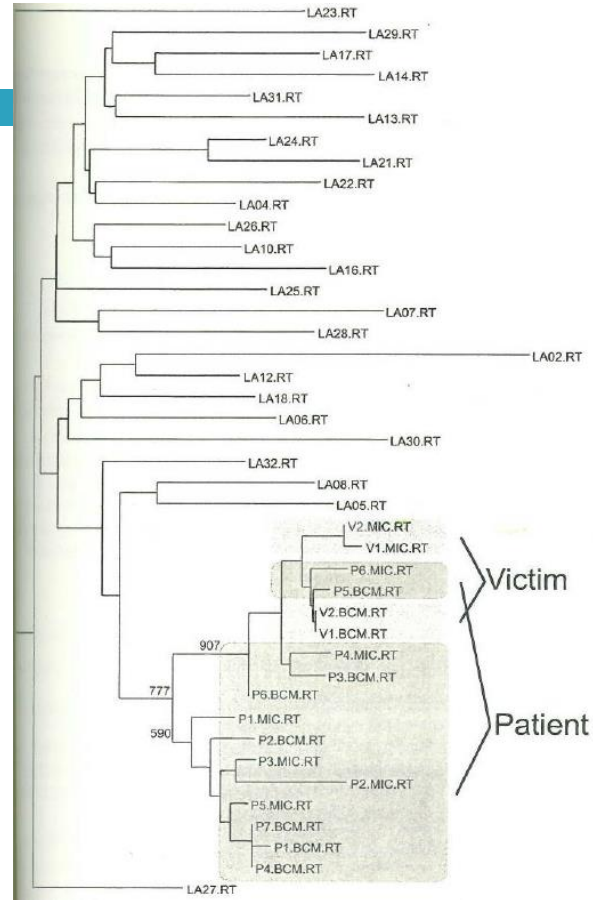 LA23.RT
LA29.RT
LA17.RT
LA14.RT
LA31.RT
LA13.RT
LA24.RT
LA21.RT
LA22.RT
LA04.RT
LA26.RT
LA10.RT
LA16.RT
LA25.RT
LA07.RT
LA28.RT
LA02.RT
LA12.RT
LA18.RT
LA06.RT
LA30.RT
LA32.RT
LA08.RT
LA05.RT
V2.MIC.RT
V1.MIC.RT
P6.MIC.RT
P5.BCM.RT
Victim
V2.BCM.RT
V1.BCM.RT
907
P4.MIC.RT
P3.BCM.RT
777
P6.BCM.RT
P1.MIC.RT
Patient
590
P2.BCM.RT
P3.MIC.RT
P2.MIC.RT
P5.MIC.RT
P7.BCM.RT
P1.BCM.RT
P4.BCM.RT
LA27.RT